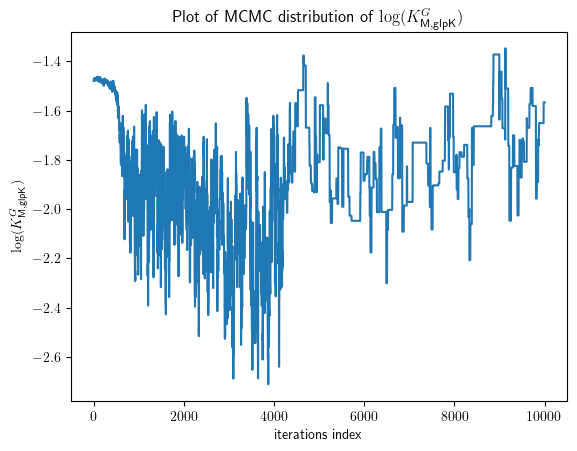 Plot of MCMC distribution of log(K^G_M,glpK)
log(K^G_M,glpK)
−1.4
−1.6
−1.8
−2.0
−2.2
−2.4
−2.6
0 2000 4000 6000 8000 10000
iterations index